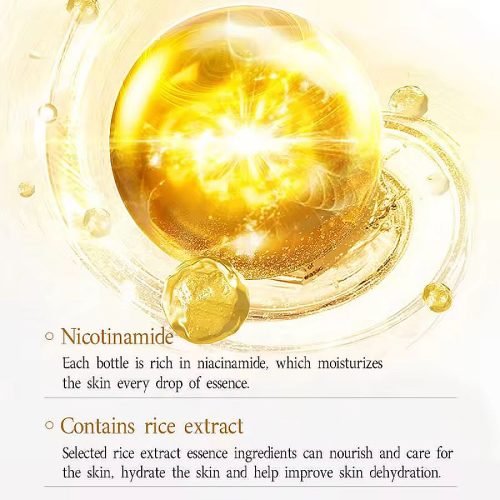 Nicotinamide
Each bottle is rich in niacinamide, which moisturizes
the skin every drop of essence.
Contains rice extract
Selected rice extract essence ingredients can nourish and care for
the skin, hydrate the skin and help improve skin dehydration.